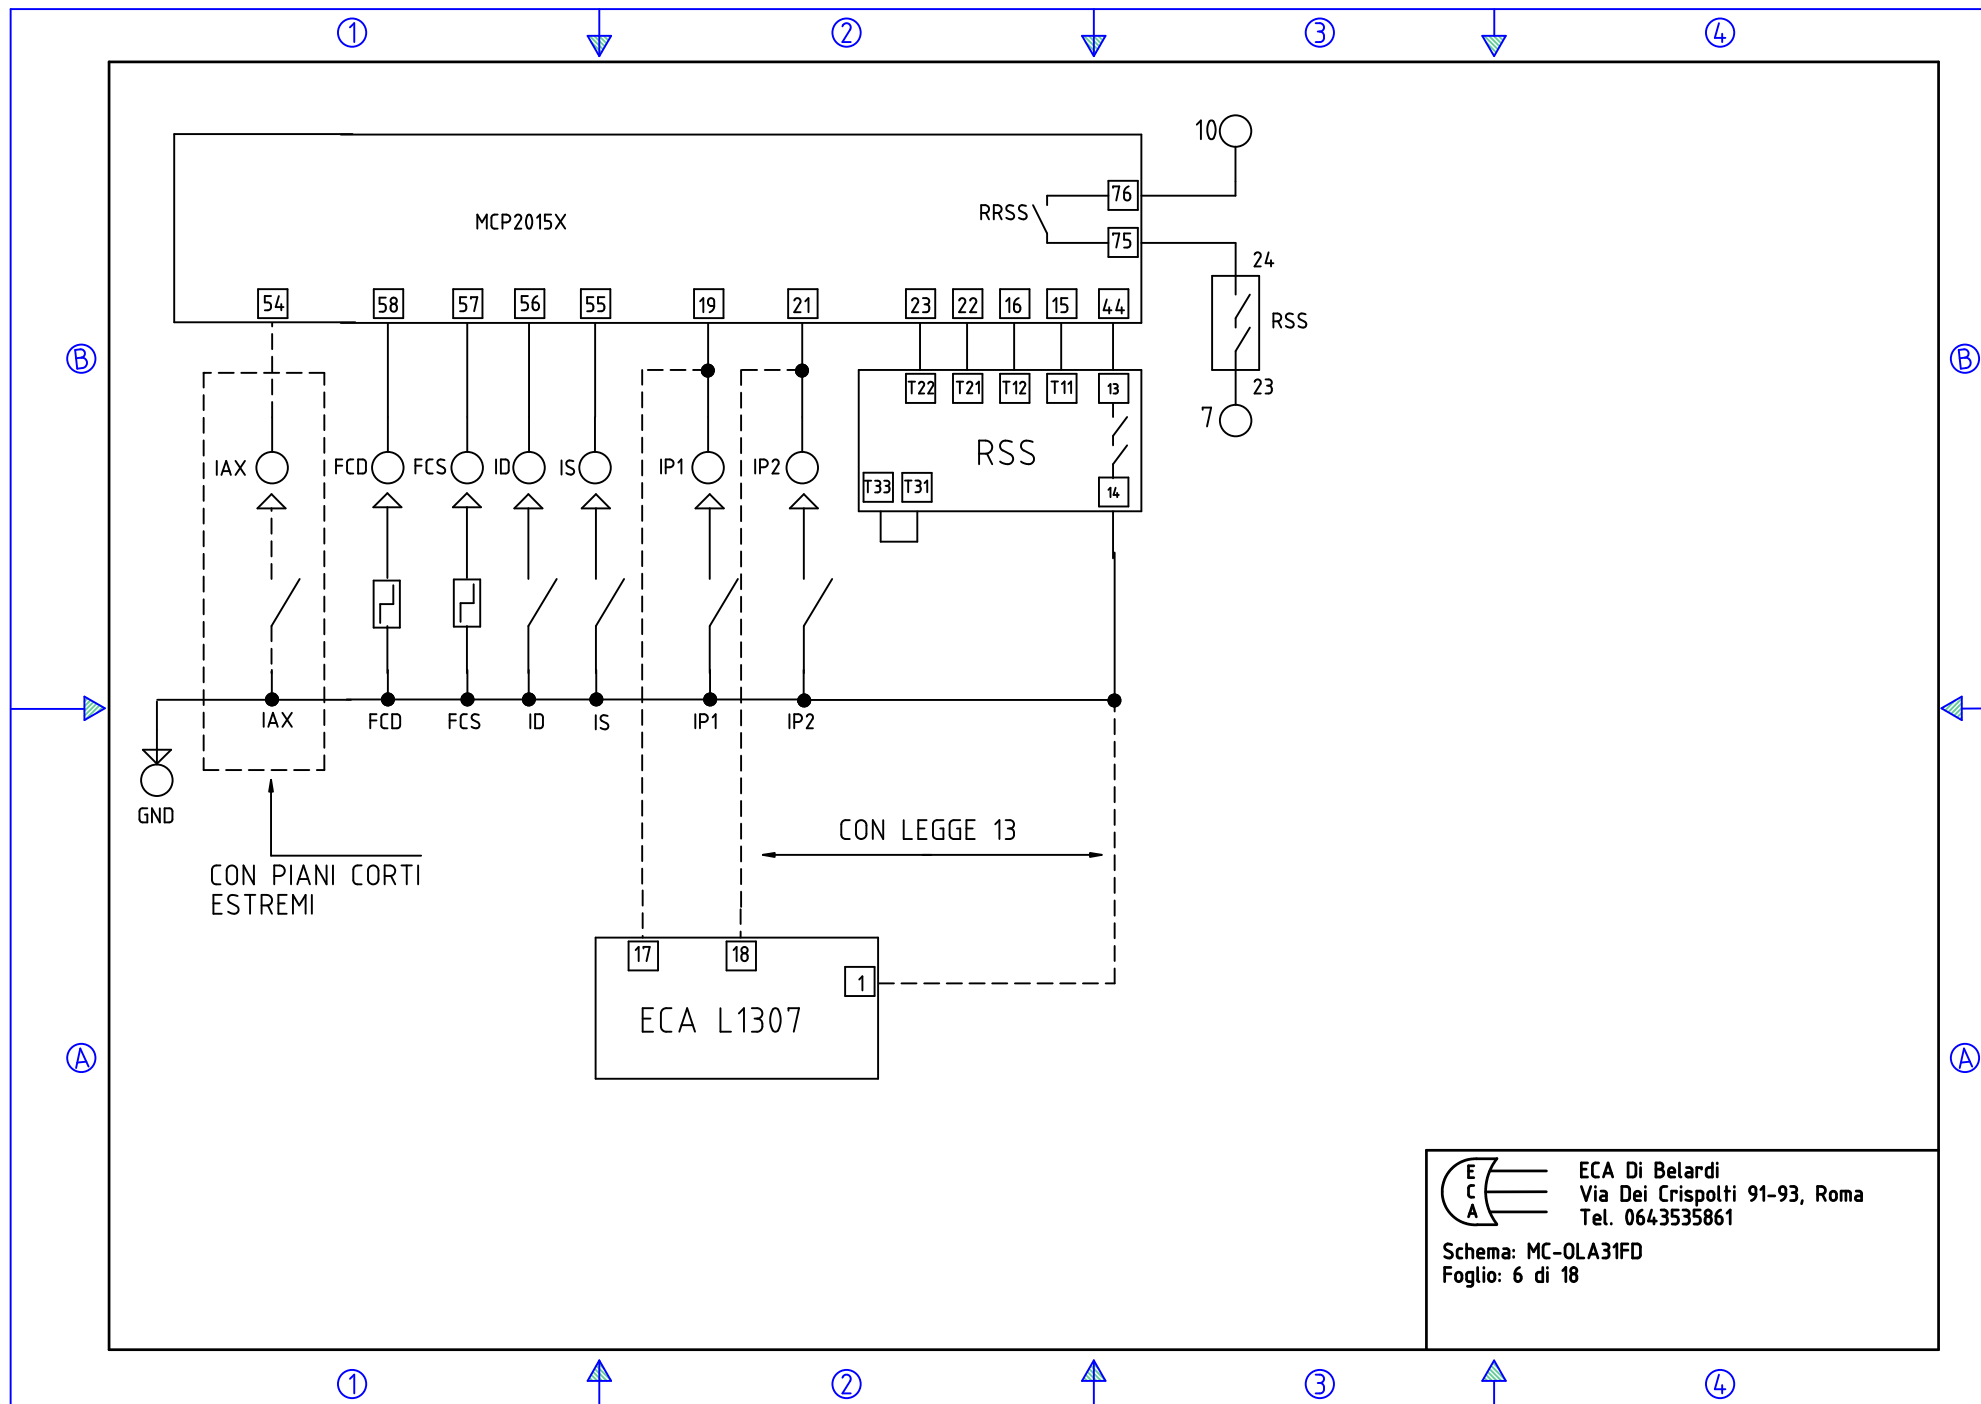 1 2 3 4
10
76
MCP2015X
RRSS
75
24
54 58 57 56 55 19 21 23 22 16 15 44
RSS
B B
T22 T21 T12 T11 13
23
7
RSS
IAX FCD FCS ID IS IP1 IP2
T33 T31 14
IAX FCD FCS ID IS IP1 IP2
GND
CON LEGGE 13
CON PIANI CORTI
ESTREMI
17 18
1
ECA L1307
A A
E
C
A
ECA Di Belardi
Via Dei Crispolti 91-93, Roma
Tel. 0643535861
Schema: MC-OLA31FD
Foglio: 6 di 18
1 2 3 4